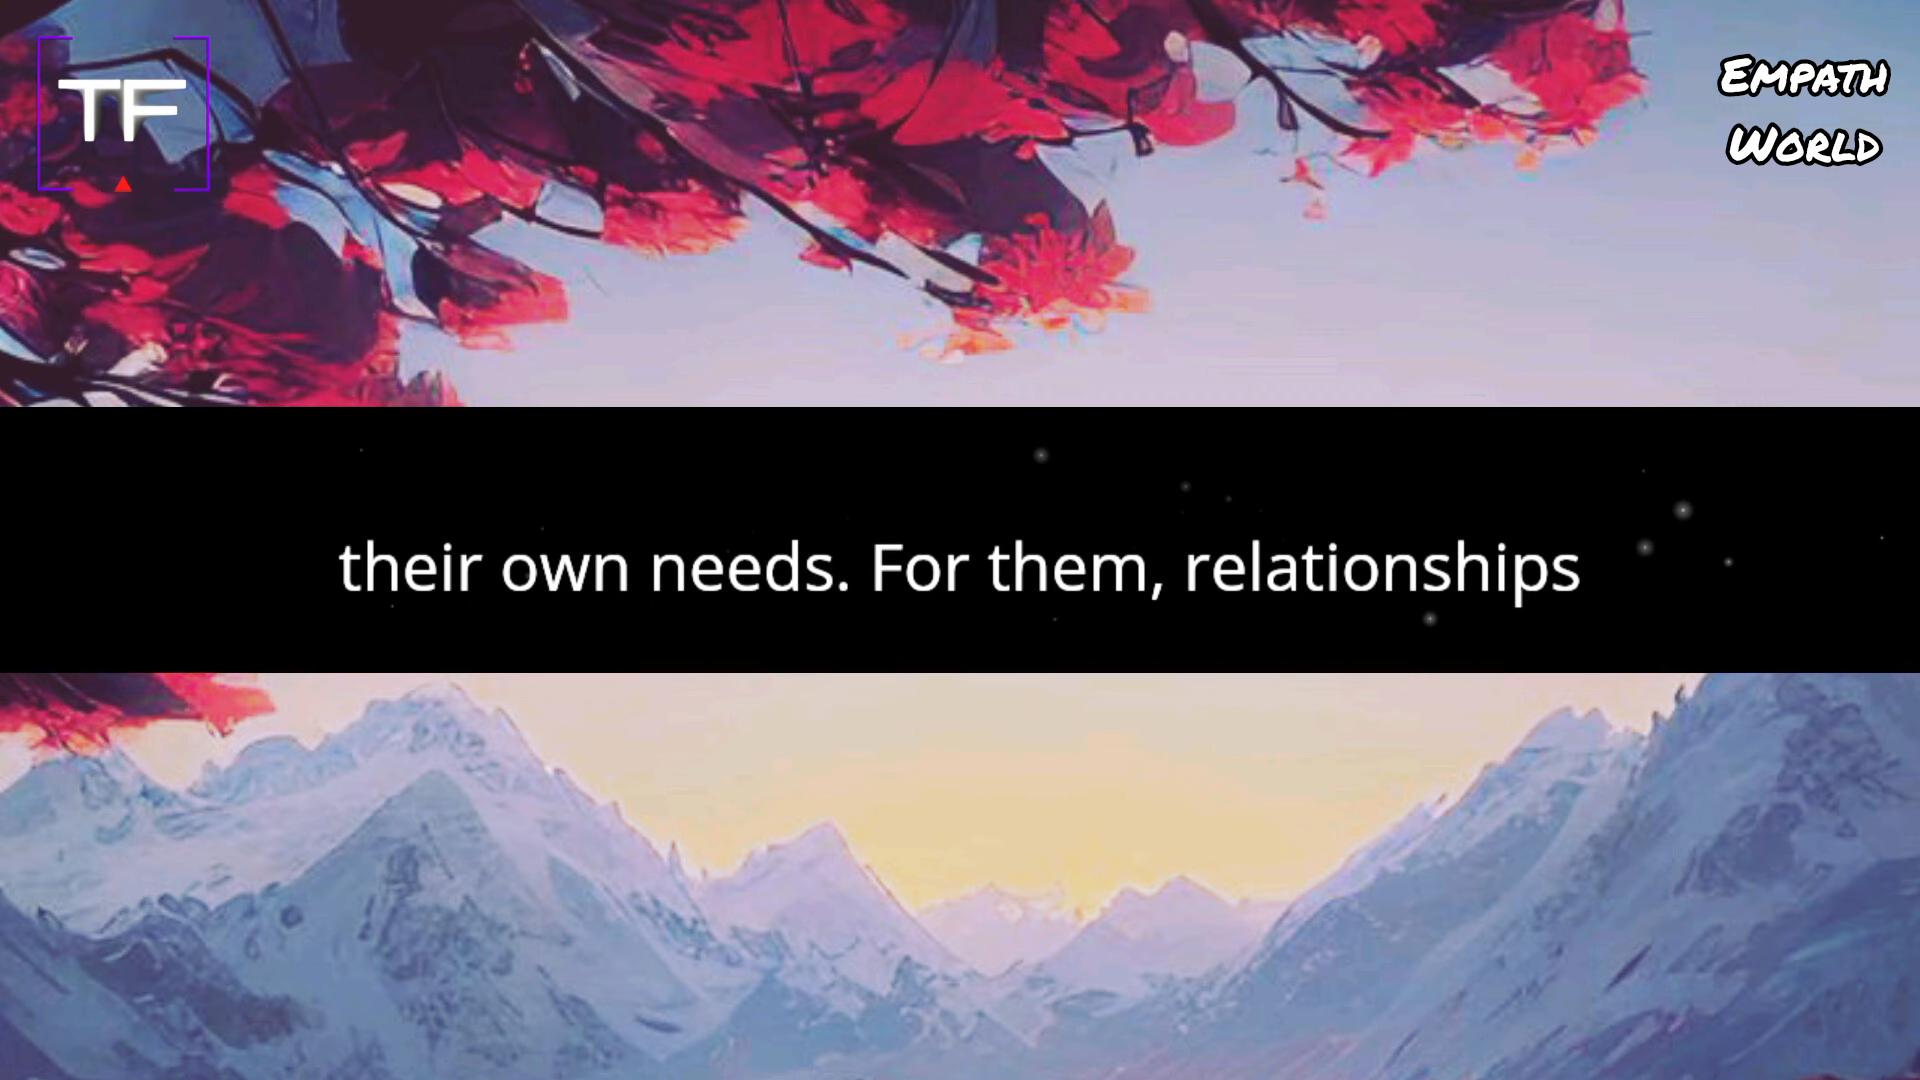 TF
Empath
World
their own needs. For them, relationships